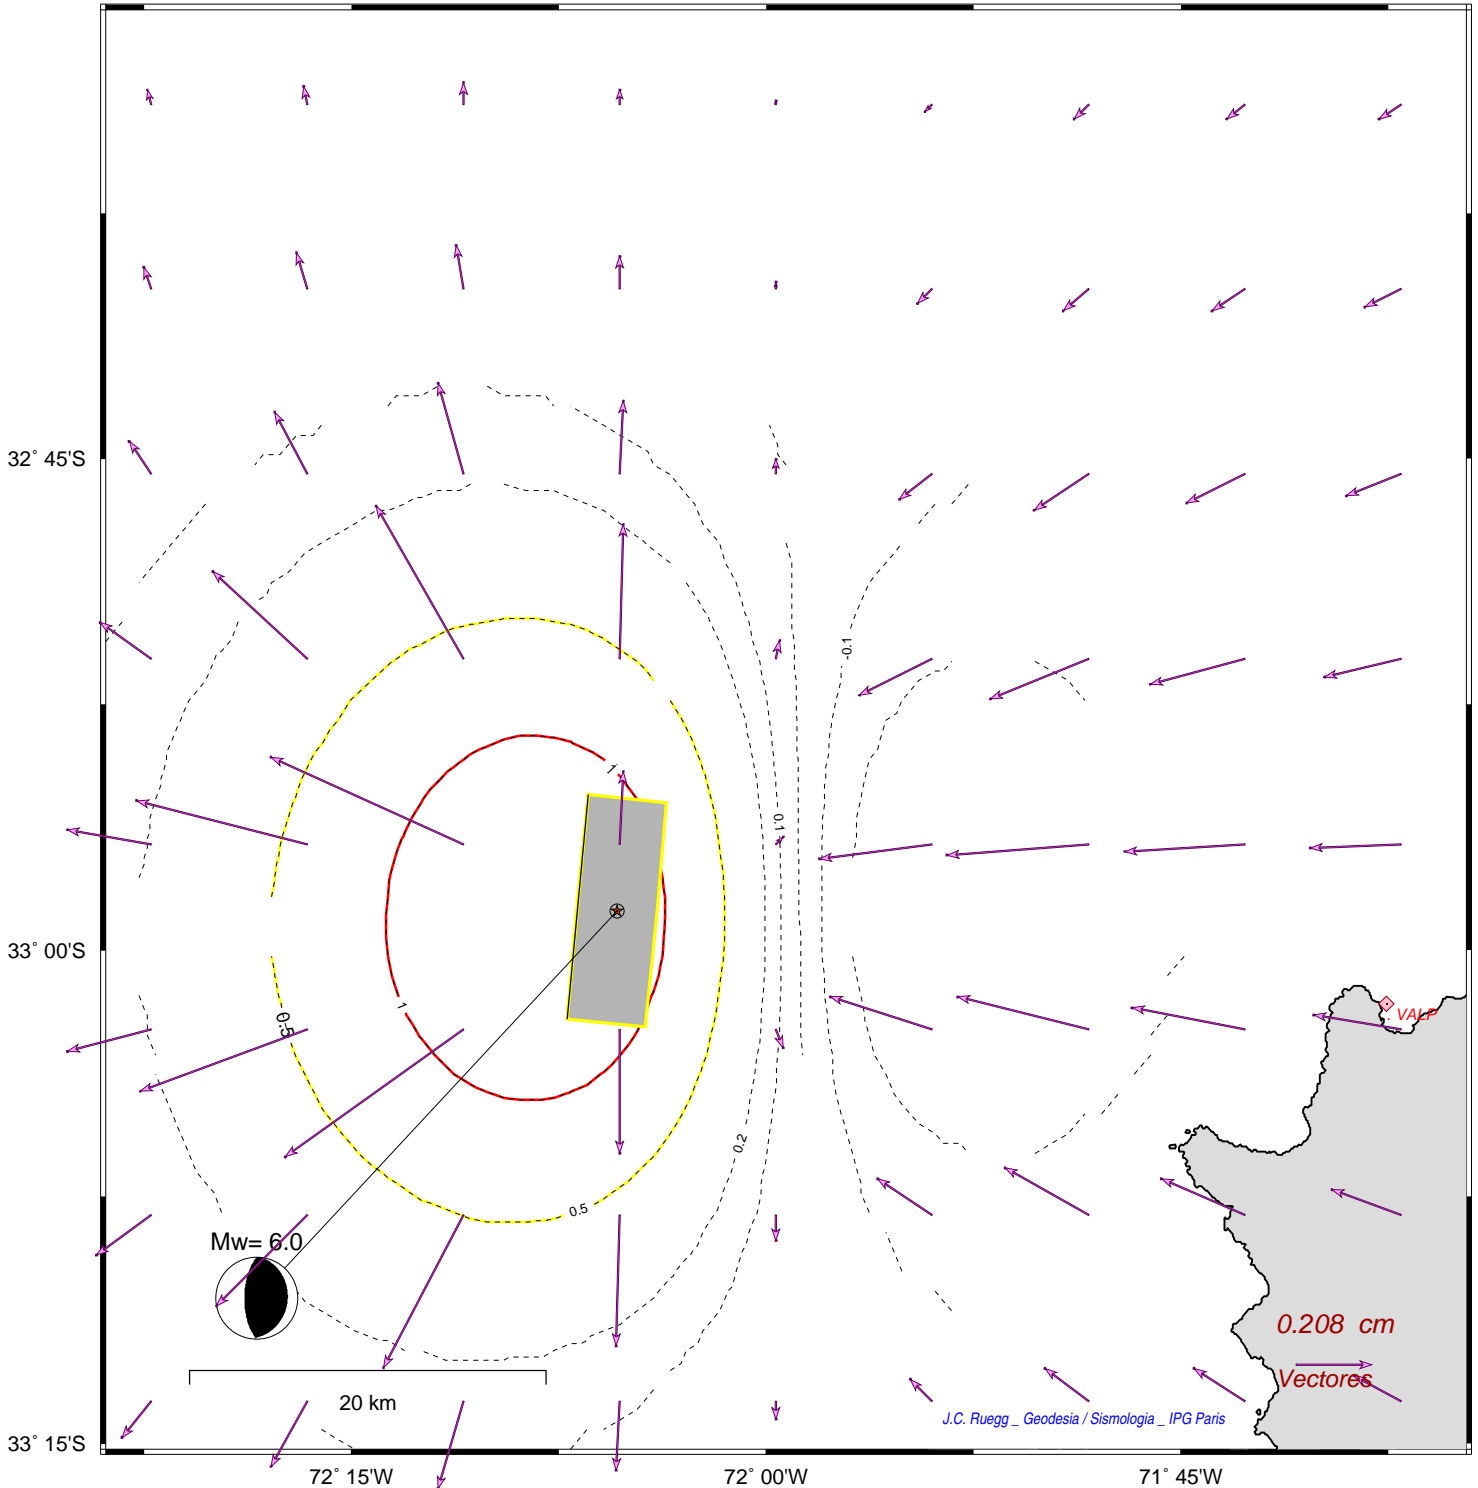 32° 45'S
-0.1
1
0.1
33° 00'S
1
VALP
0.5
0.2
0.5
Mw= 6.0
0.208 cm
Vectores
20 km
J.C. Ruegg _ Geodesia / Sismologia _ IPG Paris
33° 15'S
72° 15'W
72° 00'W
71° 45'W